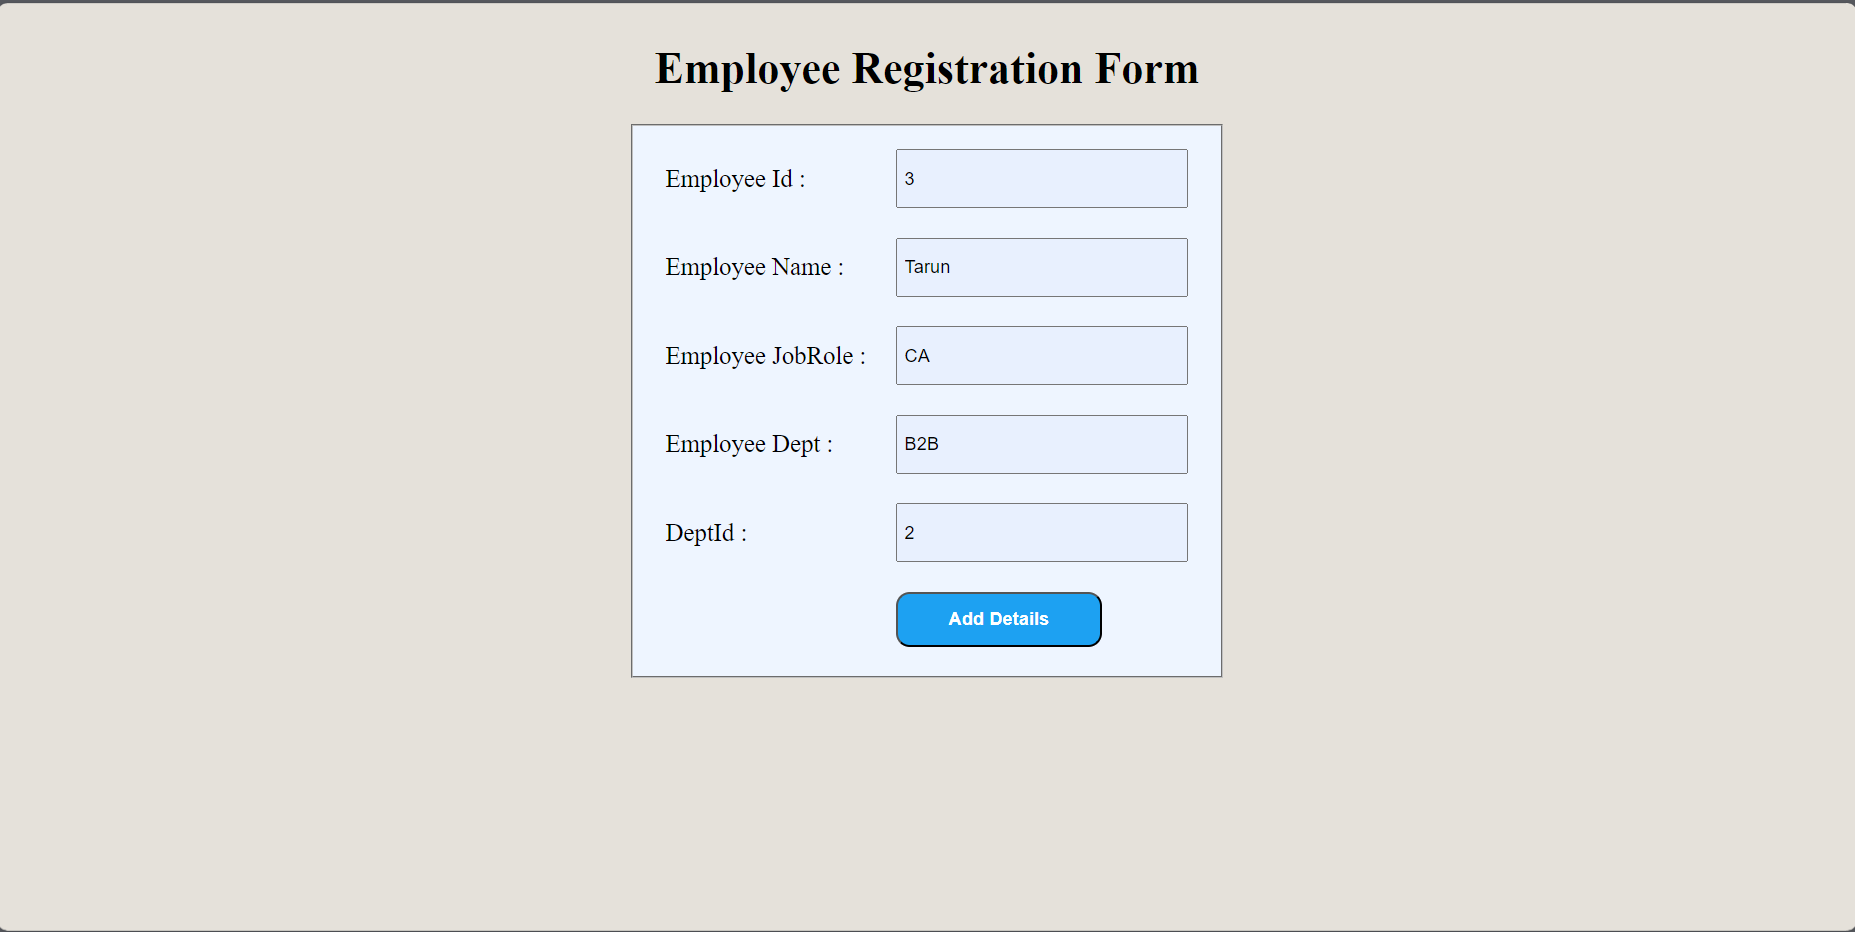 Employee Registration Form
Employee Id : 3
Employee Name : Tarun
Employee JobRole : CA
Employee Dept : B2B
DeptId : 2
Add Details